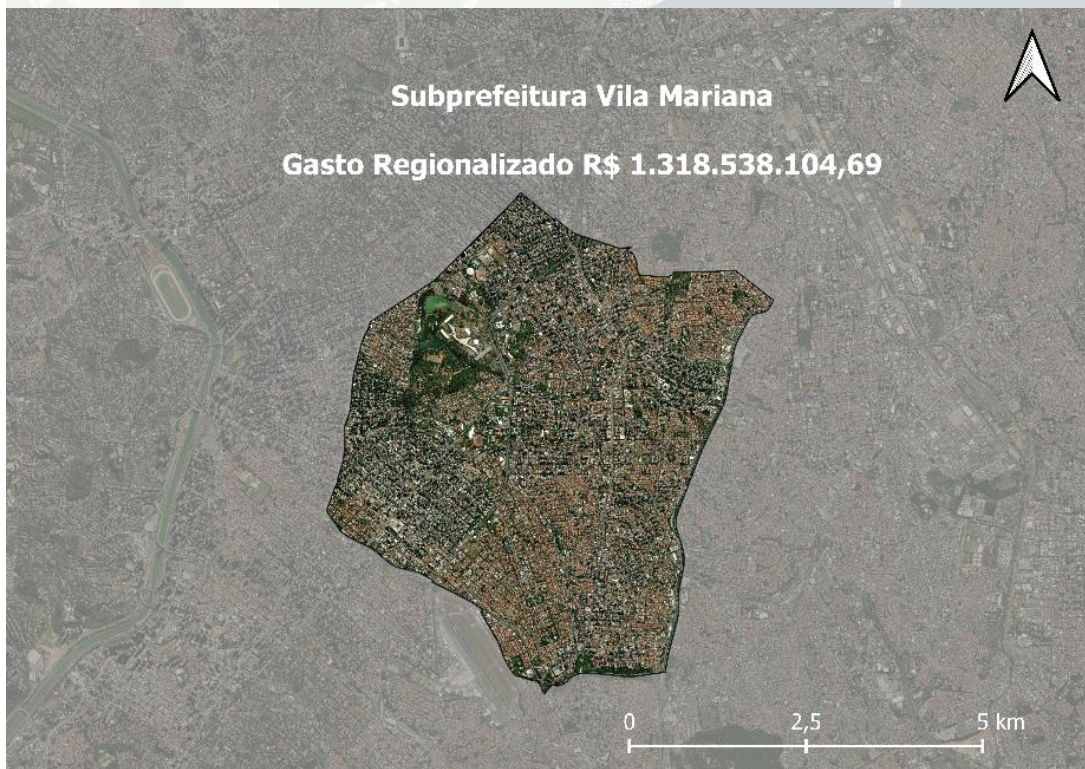 Subprefeitura Vila Mariana
Gasto Regionalizado R$ 1.318.538.104,69
0 2,5 5 km